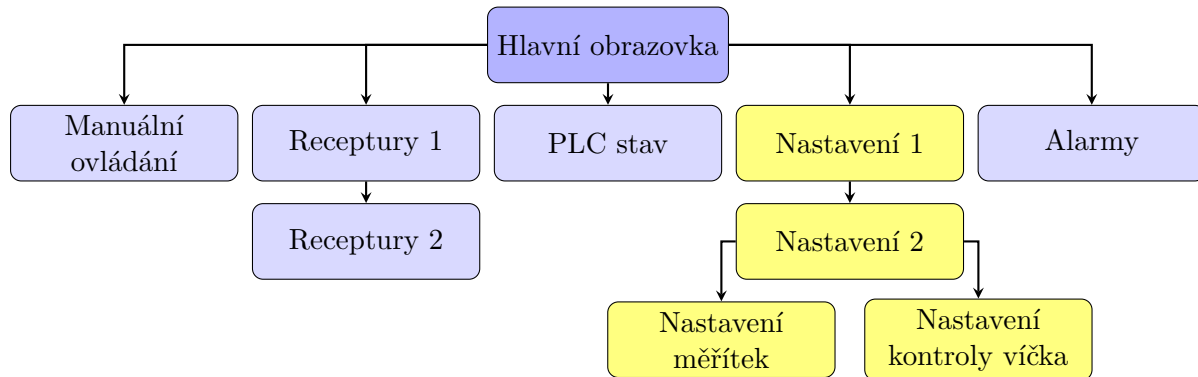 Hlavní obrazovka
Manuální
ovládání
Receptury 1
PLC stav
Nastavení 1
Alarmy
Receptury 2
Nastavení 2
Nastavení
měřítek
Nastavení
kontroly víčka